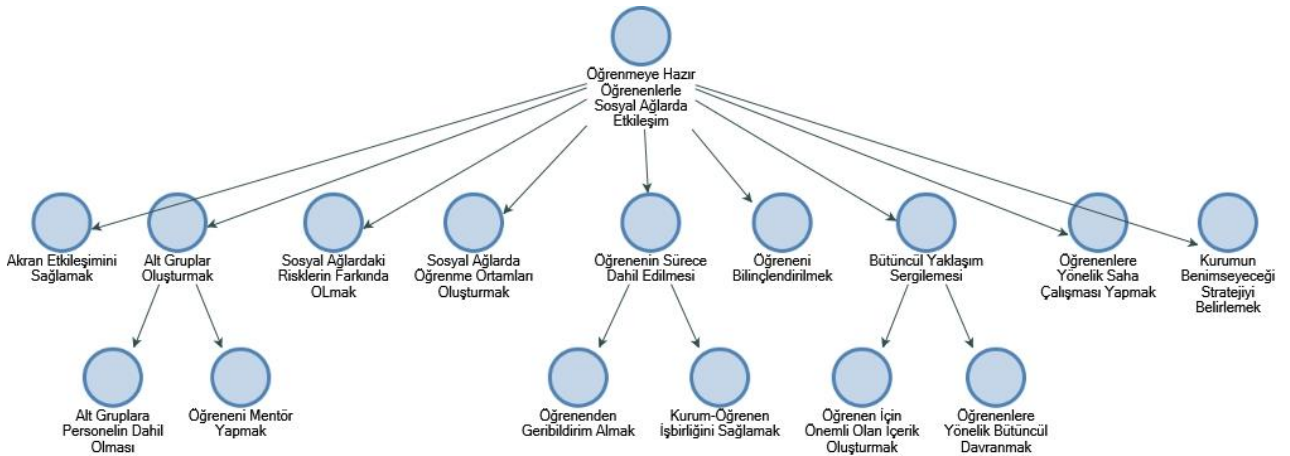 Öğrenmeye Hazır
Öğrenenlerle
Sosyal Ağlarda
Etkileşim
Akran Etkileşimini
Sağlamak
Alt Gruplar
Oluşturmak
Sosyal Ağlardaki
Risklerin Farkında
OLmak
Sosyal Ağlarda
Öğrenme Ortamları
Oluşturmak
Öğrenenin Sürece
Dahil Edilmesi
Öğreneni
Bilinçlendirilmek
Bütüncül Yaklaşım
Sergilemesi
Öğrenenlere
Yönelik Saha
Çalışması Yapmak
Kurumun
Benimseyeceği
Stratejiyi
Belirlemek
Alt Gruplara
Personelin Dahil
Olması
Öğreneni Mentör
Yapmak
Öğrenenden
Geribildirim Almak
Kurum-Öğrenen
İşbirliğini Sağlamak
Öğrenen İçin
Önemli Olan İçerik
Oluşturmak
Öğrenenlere
Yönelik Bütüncül
Davranmak